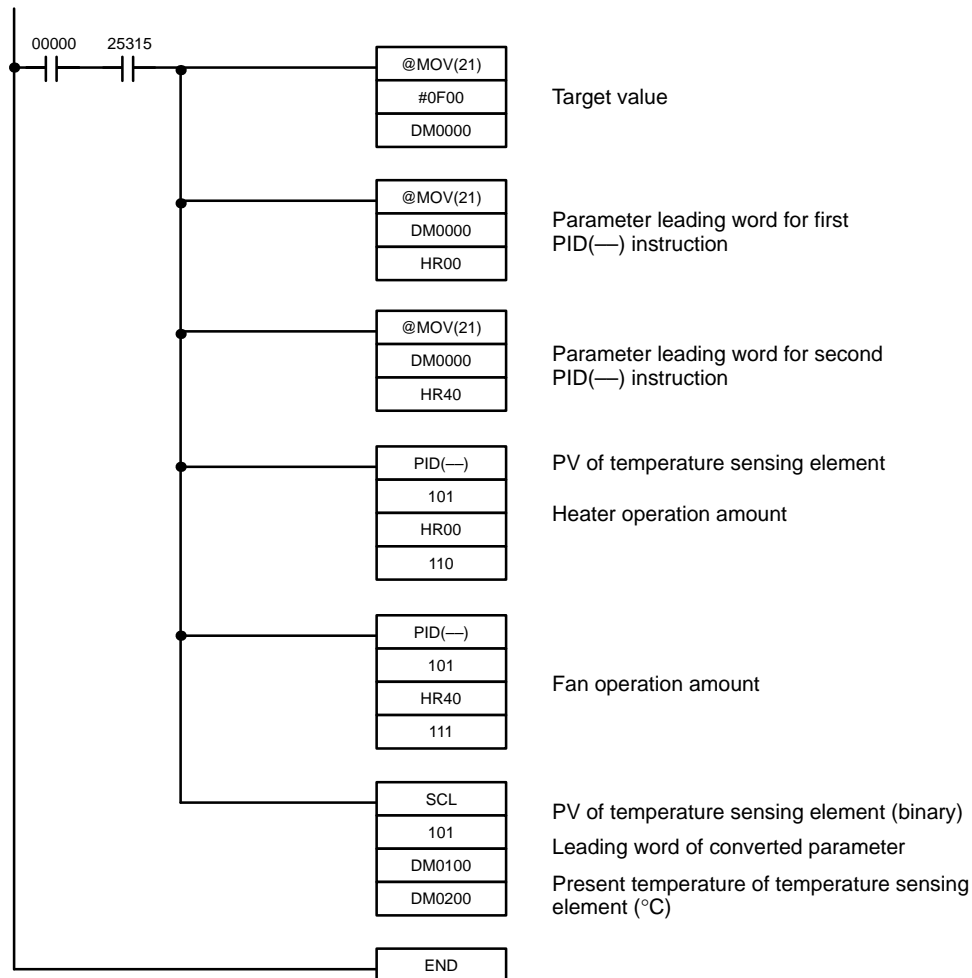 00000 25315
@MOV(21)
#0F00
DM0000
Target value
@MOV(21)
DM0000
HR00
Parameter leading word for first
PID(––) instruction
@MOV(21)
DM0000
HR40
Parameter leading word for second
PID(––) instruction
PID(––)
101
HR00
110
PV of temperature sensing element
Heater operation amount
PID(––)
101
HR40
111
Fan operation amount
SCL
101
DM0100
DM0200
PV of temperature sensing element (binary)
Leading word of converted parameter
Present temperature of temperature sensing
element (°C)
END